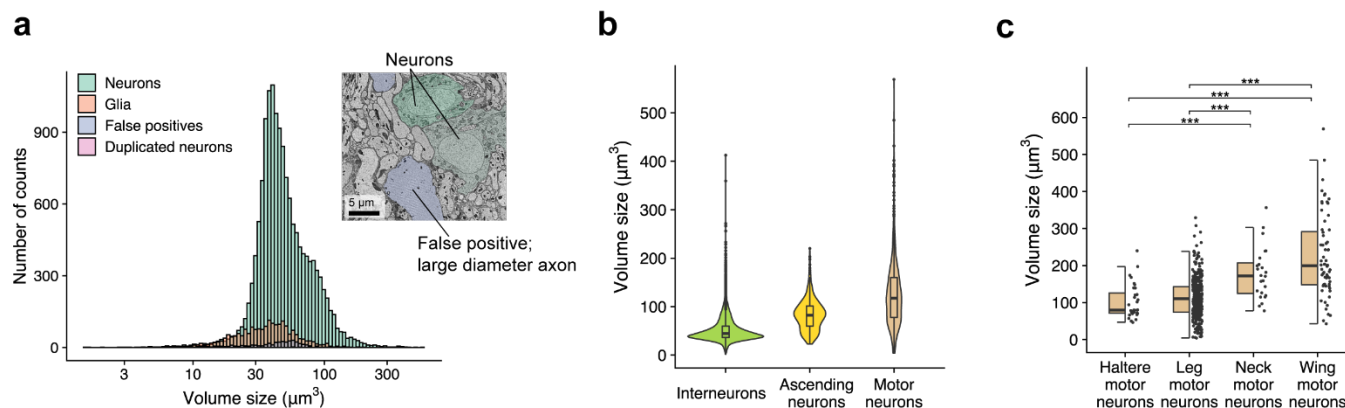 a
Number of counts
900
600
300
0
3
10
30
100
300
Volume size (µm³)
Neurons
Glia
False positives
Duplicated neurons
Neurons
5 µm
False positive;
large diameter axon
b
Volume size (µm³)
500
400
300
200
100
0
Interneurons
Ascending
neurons
Motor
neurons
c
Volume size (µm³)
600
500
400
300
200
100
0
***
***
***
***
Haltere
motor
neurons
Leg
motor
neurons
Neck
motor
neurons
Wing
motor
neurons